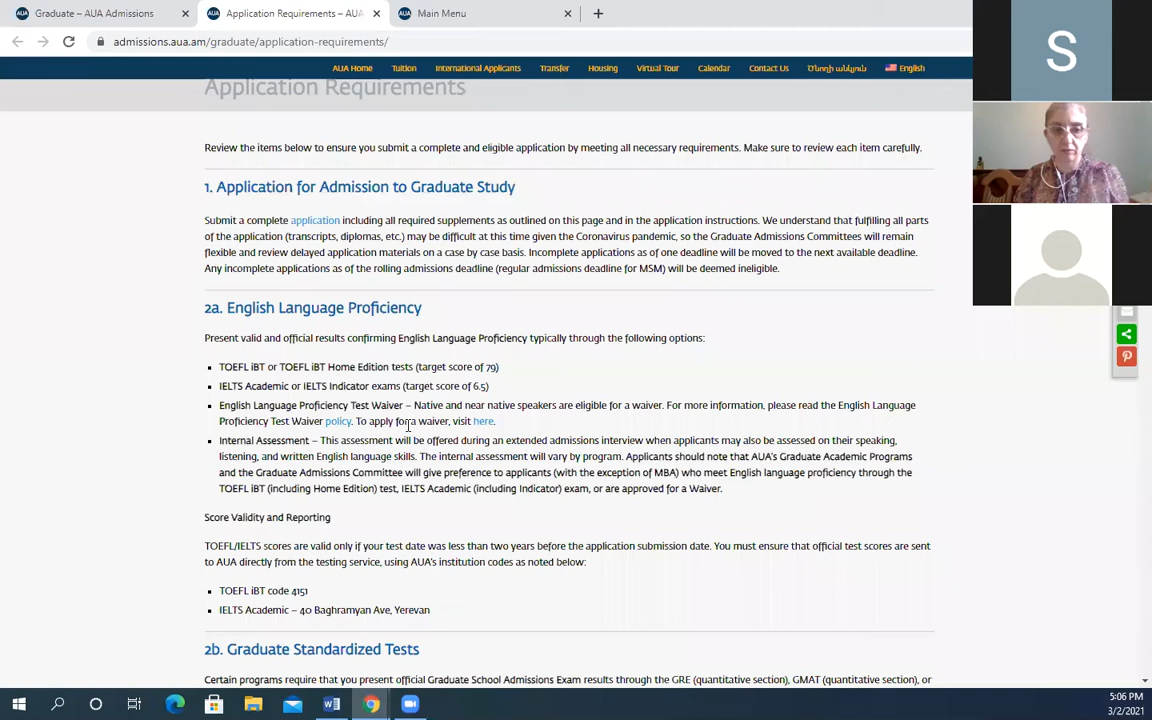 Graduate – AUA Admissions
Application Requirements – AUA
Main Menu
admissions.aua.am/graduate/application-requirements/
S
AUA Home Tuition International Applicants Transfer Housing Virtual Tour Calendar Contact Us Ծնողի անկյուն English
Application Requirements
Review the items below to ensure you submit a complete and eligible application by meeting all necessary requirements. Make sure to review each item carefully.
1. Application for Admission to Graduate Study
Submit a complete application including all required supplements as outlined on this page and in the application instructions. We understand that fulfilling all parts
of the application (transcripts, diplomas, etc.) may be difficult at this time given the Coronavirus pandemic, so the Graduate Admissions Committees will remain
flexible and review delayed application materials on a case by case basis. Incomplete applications as of one deadline will be moved to the next available deadline.
Any incomplete applications as of the rolling admissions deadline (regular admissions deadline for MSM) will be deemed ineligible.
2a. English Language Proficiency
Present valid and official results confirming English Language Proficiency typically through the following options:
▪ TOEFL iBT or TOEFL iBT Home Edition tests (target score of 79)
▪ IELTS Academic or IELTS Indicator exams (target score of 6.5)
▪ English Language Proficiency Test Waiver – Native and near native speakers are eligible for a waiver. For more information, please read the English Language
Proficiency Test Waiver policy. To apply for a waiver, visit here.
▪ Internal Assessment – This assessment will be offered during an extended admissions interview when applicants may also be assessed on their speaking,
listening, and written English language skills. The internal assessment will vary by program. Applicants should note that AUA's Graduate Academic Programs
and the Graduate Admissions Committee will give preference to applicants (with the exception of MBA) who meet English language proficiency through the
TOEFL iBT (including Home Edition) test, IELTS Academic (including Indicator) exam, or are approved for a Waiver.
Score Validity and Reporting
TOEFL/IELTS scores are valid only if your test date was less than two years before the application submission date. You must ensure that official test scores are sent
to AUA directly from the testing service, using AUA's institution codes as noted below:
▪ TOEFL iBT code 4151
▪ IELTS Academic – 40 Baghramyan Ave, Yerevan
2b. Graduate Standardized Tests
Certain programs require that you present official Graduate School Admissions Exam results through the GRE (quantitative section), GMAT (quantitative section), or
5:06 PM
3/2/2021